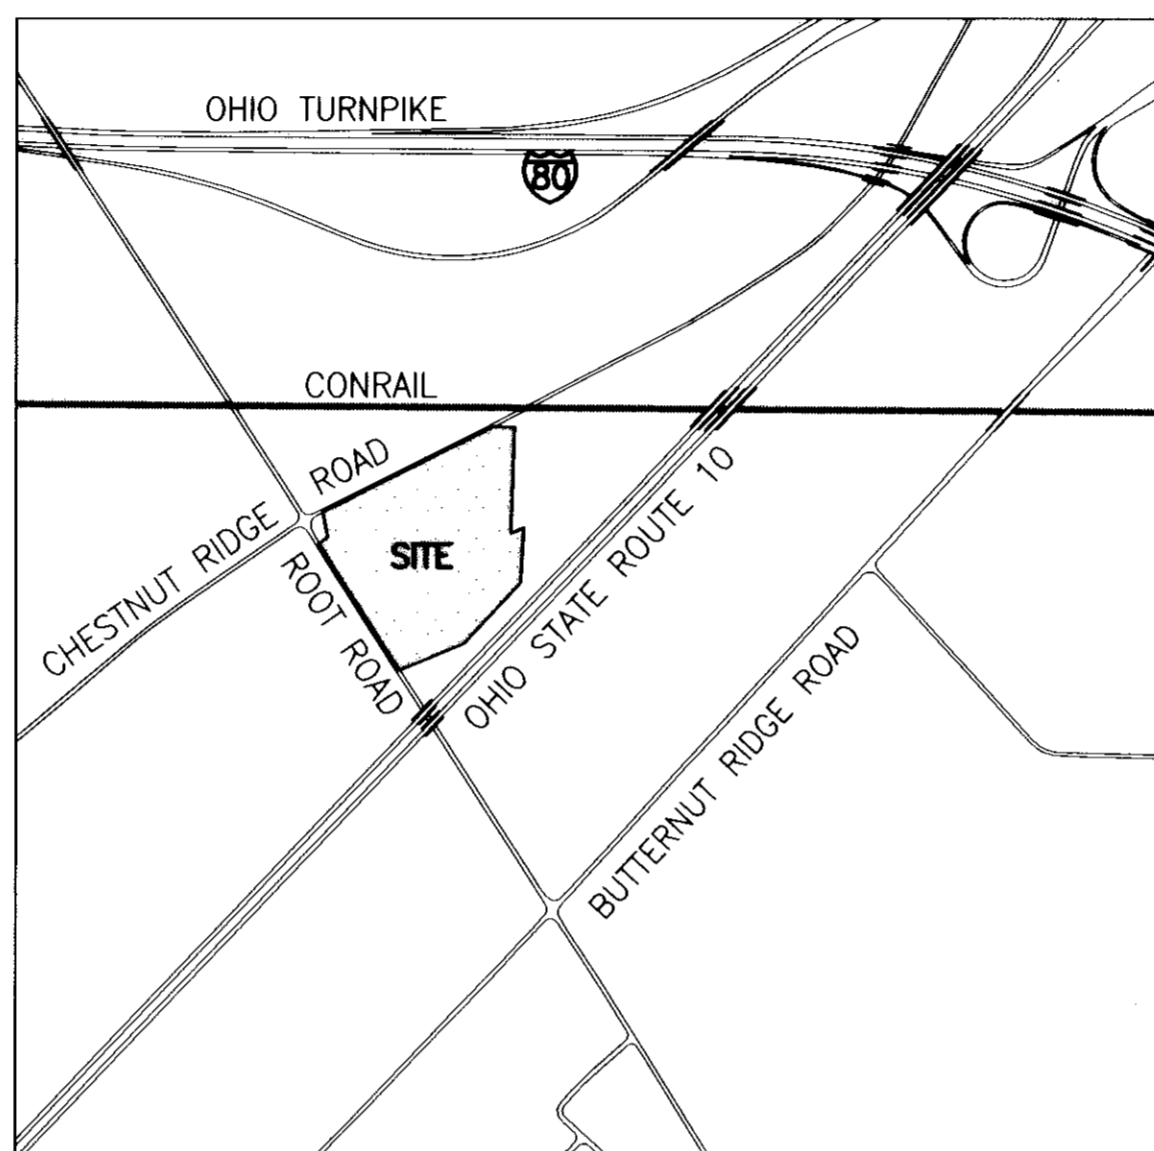 OHIO TURNPIKE
80
CONRAIL
CHESTNUT RIDGE ROAD
SITE
ROOT ROAD
OHIO STATE ROUTE 10
BUTTERNUT RIDGE ROAD